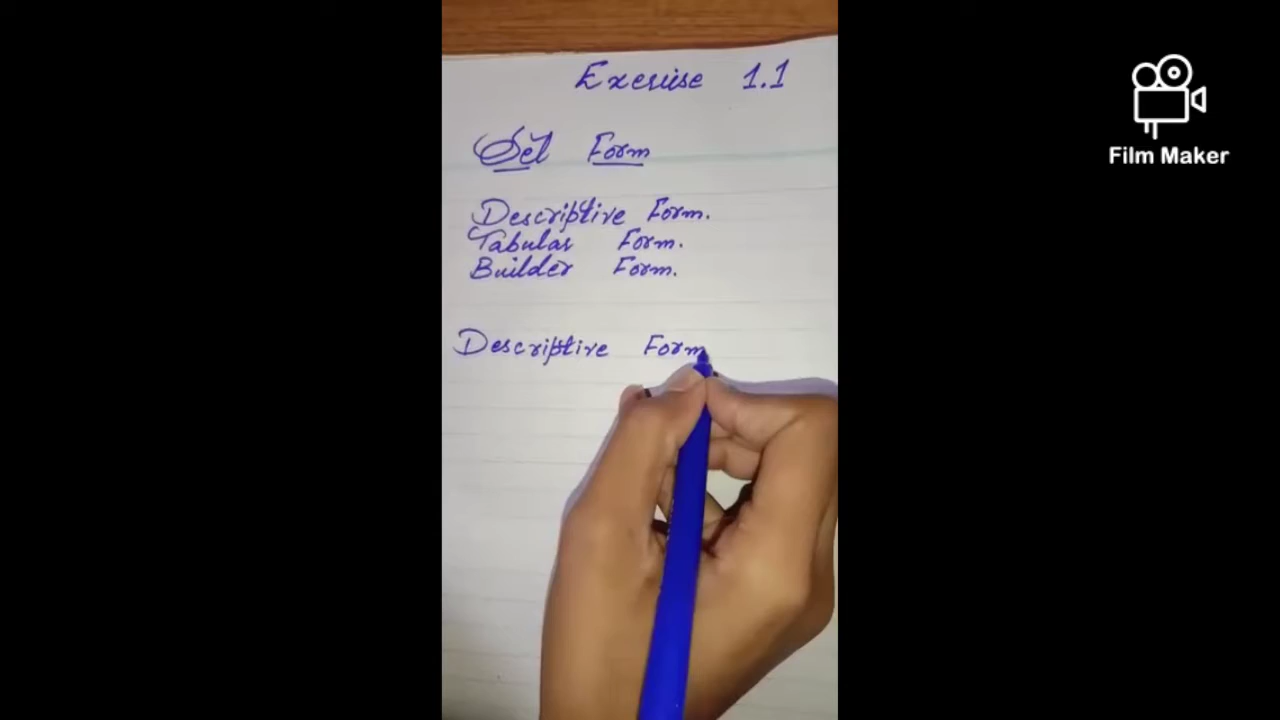 Exercise 1.1
Set Form
Descriptive Form.
Tabular Form.
Builder Form.
Descriptive Form
Film Maker